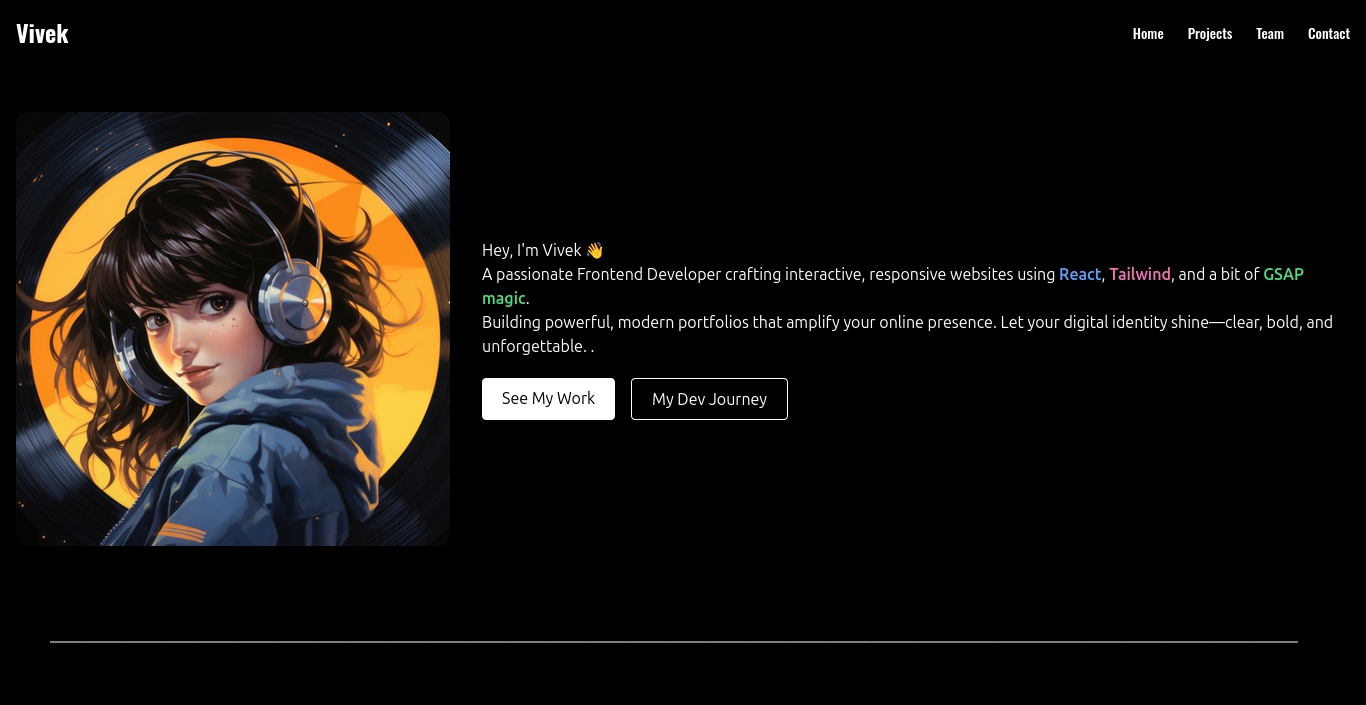 Vivek
Home Projects Team Contact
Hey, I'm Vivek 👋
A passionate Frontend Developer crafting interactive, responsive websites using React, Tailwind, and a bit of GSAP
magic.
Building powerful, modern portfolios that amplify your online presence. Let your digital identity shine—clear, bold, and
unforgettable. .
See My Work My Dev Journey